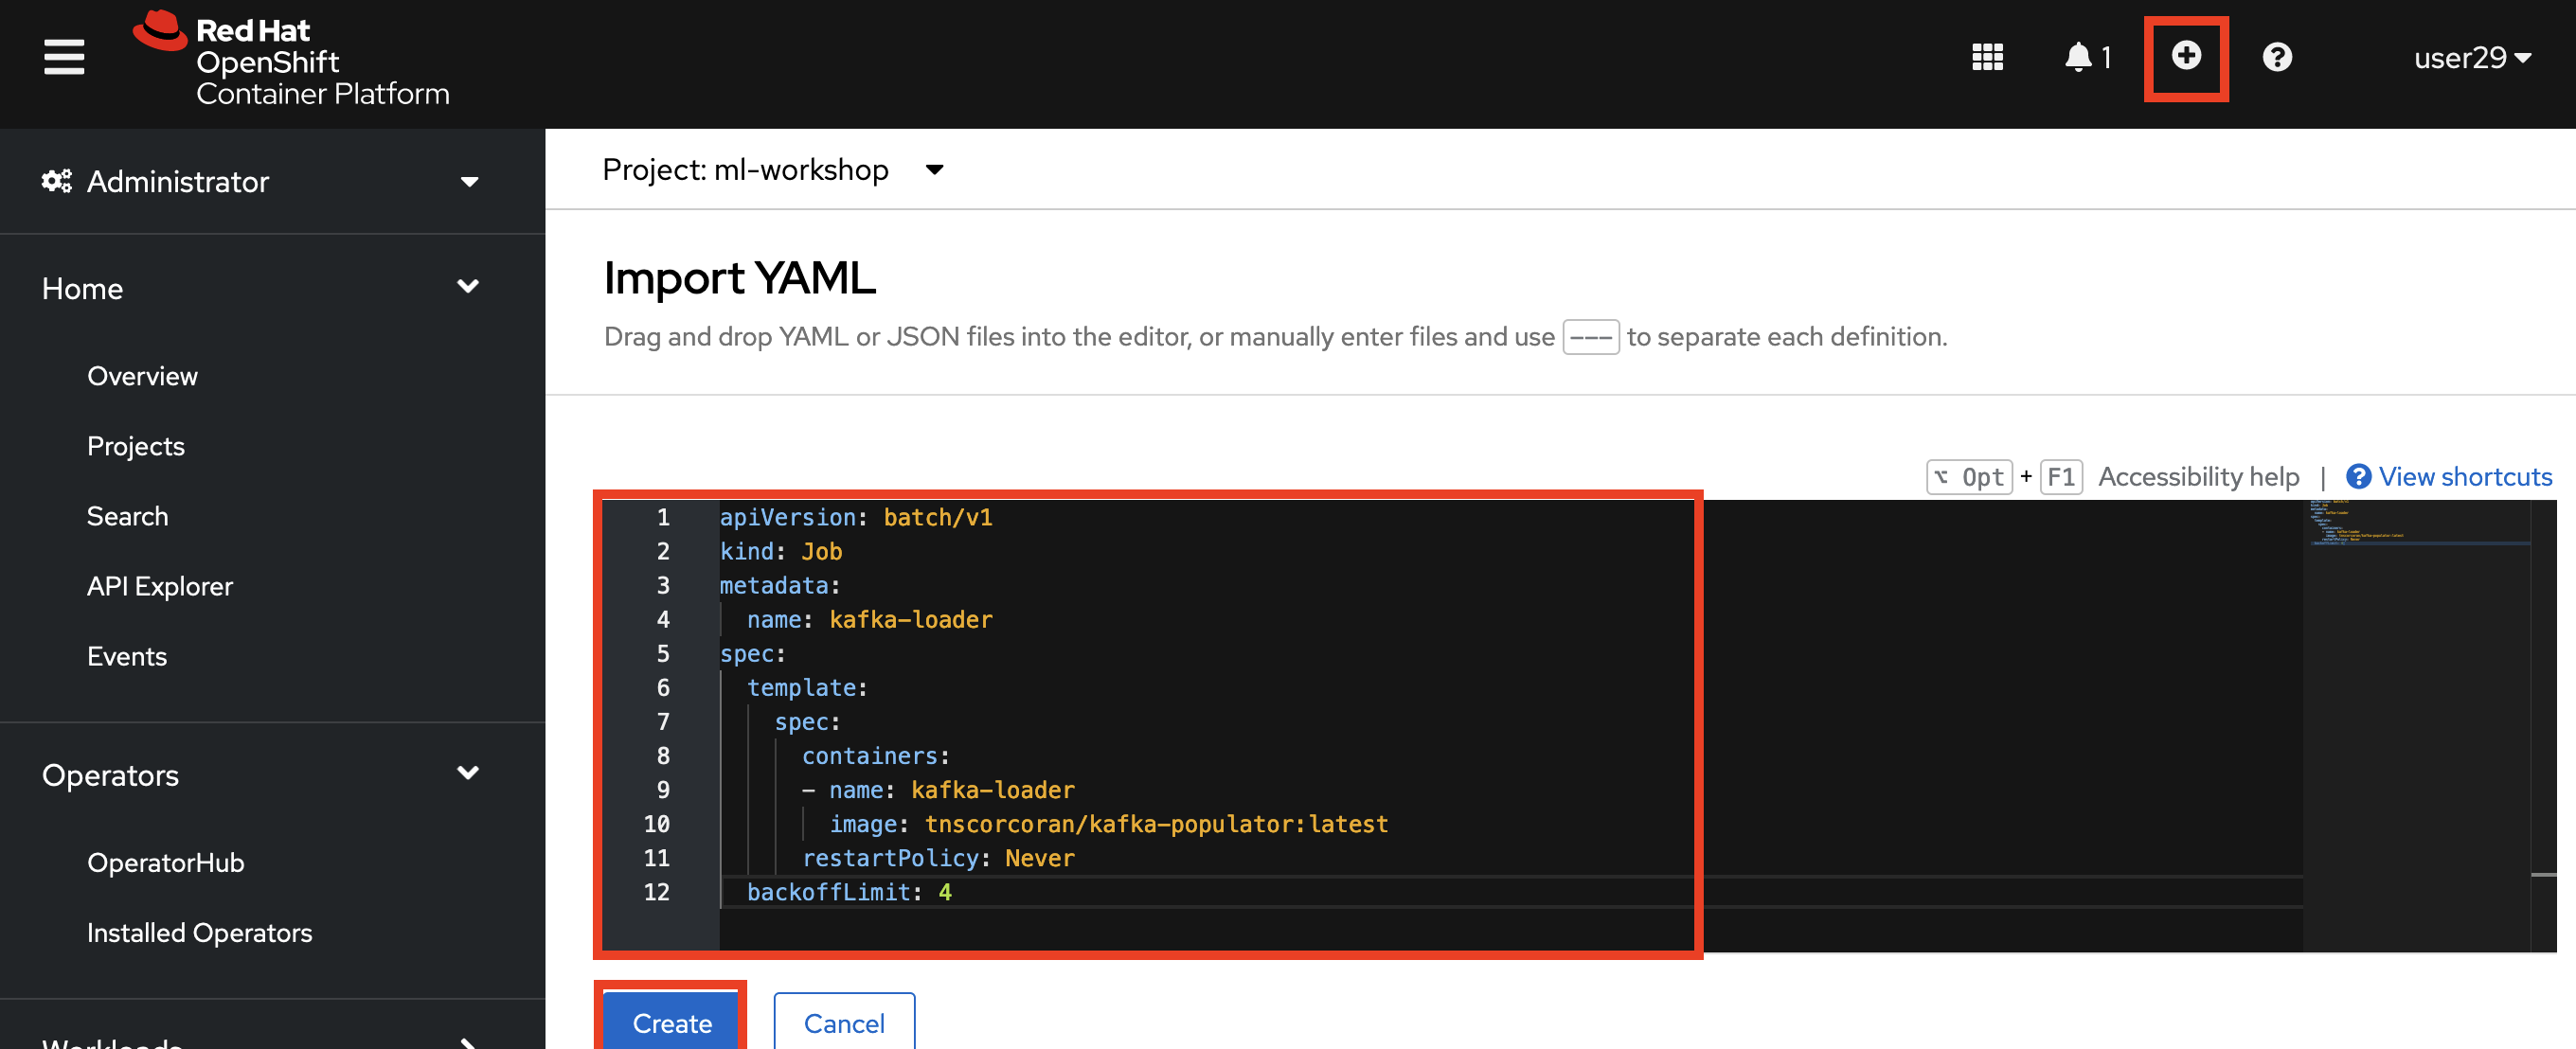 Red Hat
OpenShift
Container Platform
1
user29
Administrator
Project: ml-workshop
Home
Import YAML
Drag and drop YAML or JSON files into the editor, or manually enter files and use --- to separate each definition.
Overview
Projects
Search
API Explorer
Events
⌥ Opt + F1 Accessibility help | View shortcuts
1 apiVersion: batch/v1
2 kind: Job
3 metadata:
4   name: kafka-loader
5 spec:
6   template:
7     spec:
8       containers:
9       - name: kafka-loader
10         image: tnscorcoran/kafka-populator:latest
11       restartPolicy: Never
12   backoffLimit: 4
Operators
OperatorHub
Installed Operators
Workloads
Create
Cancel